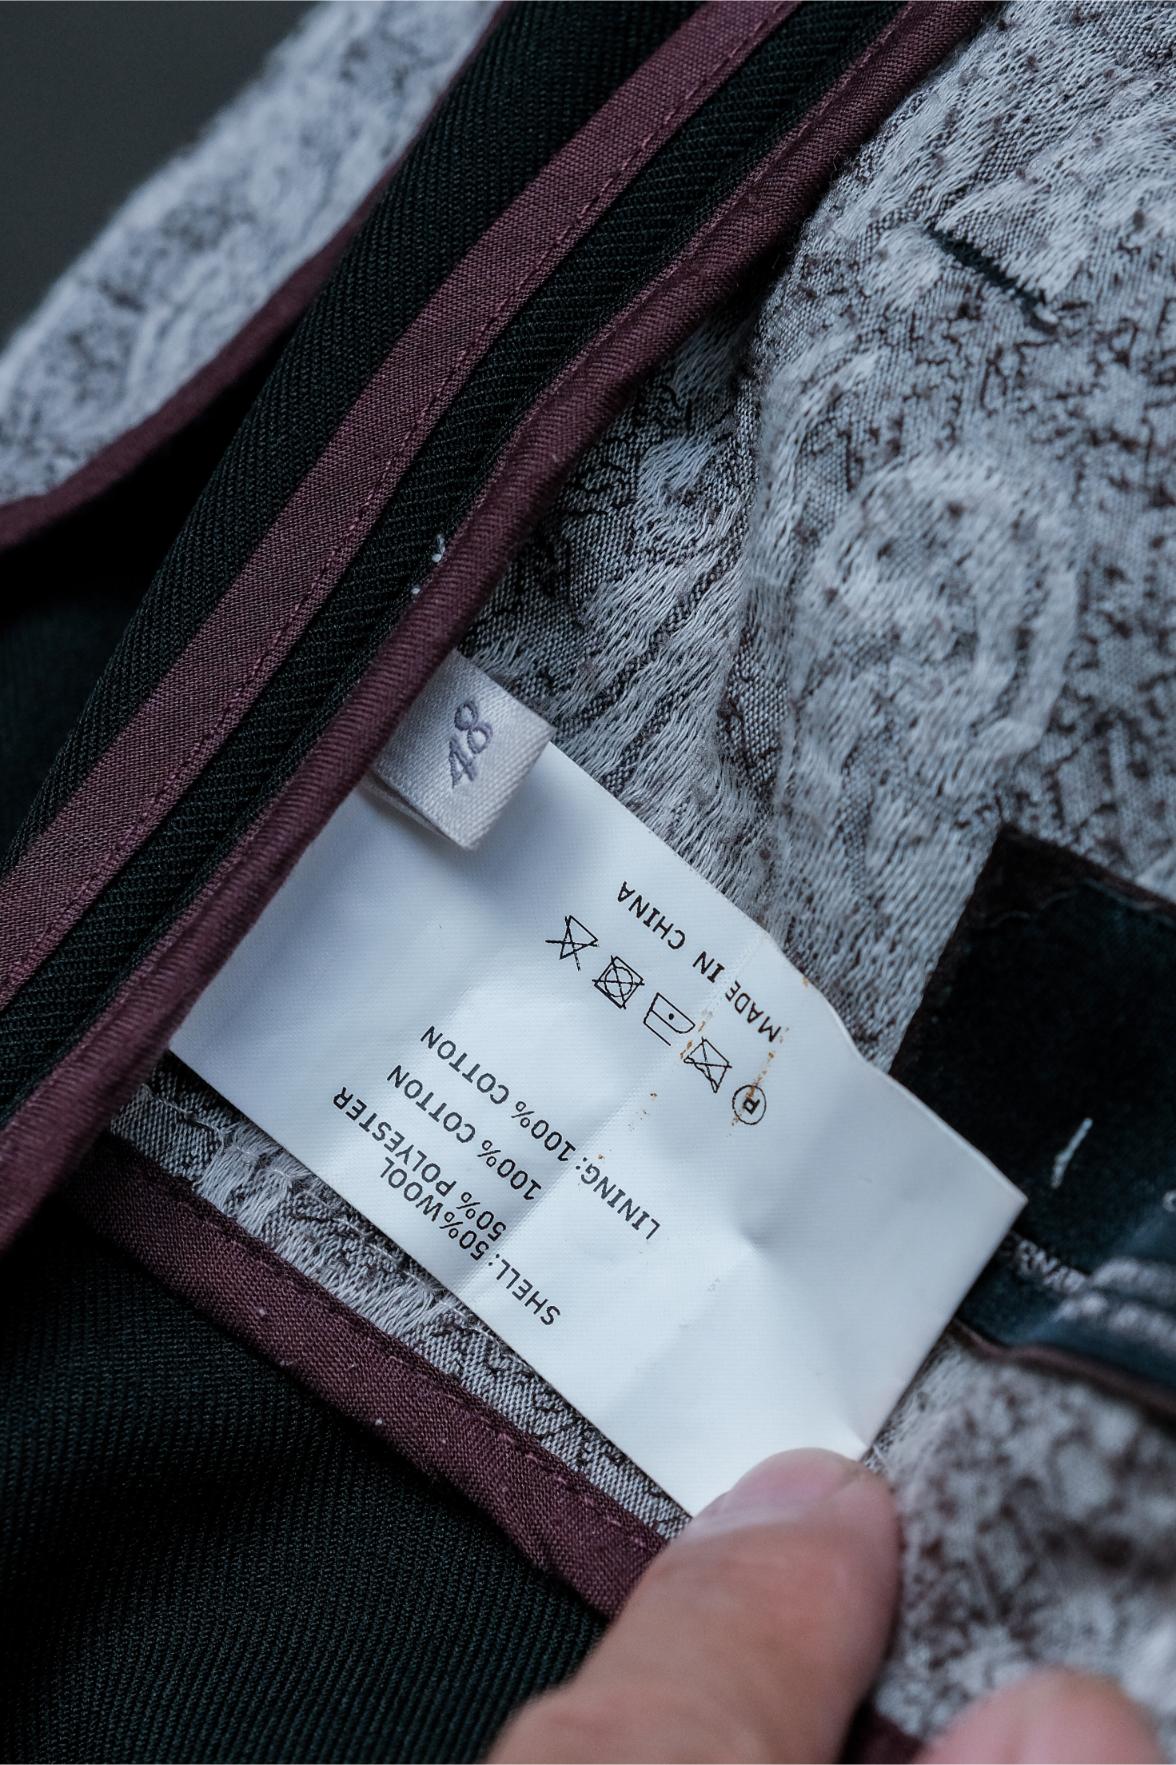 48
SHELL: 50%WOOL
50% POLYESTER
100% COTTON
LINING: 100% COTTON
P
MADE IN CHINA